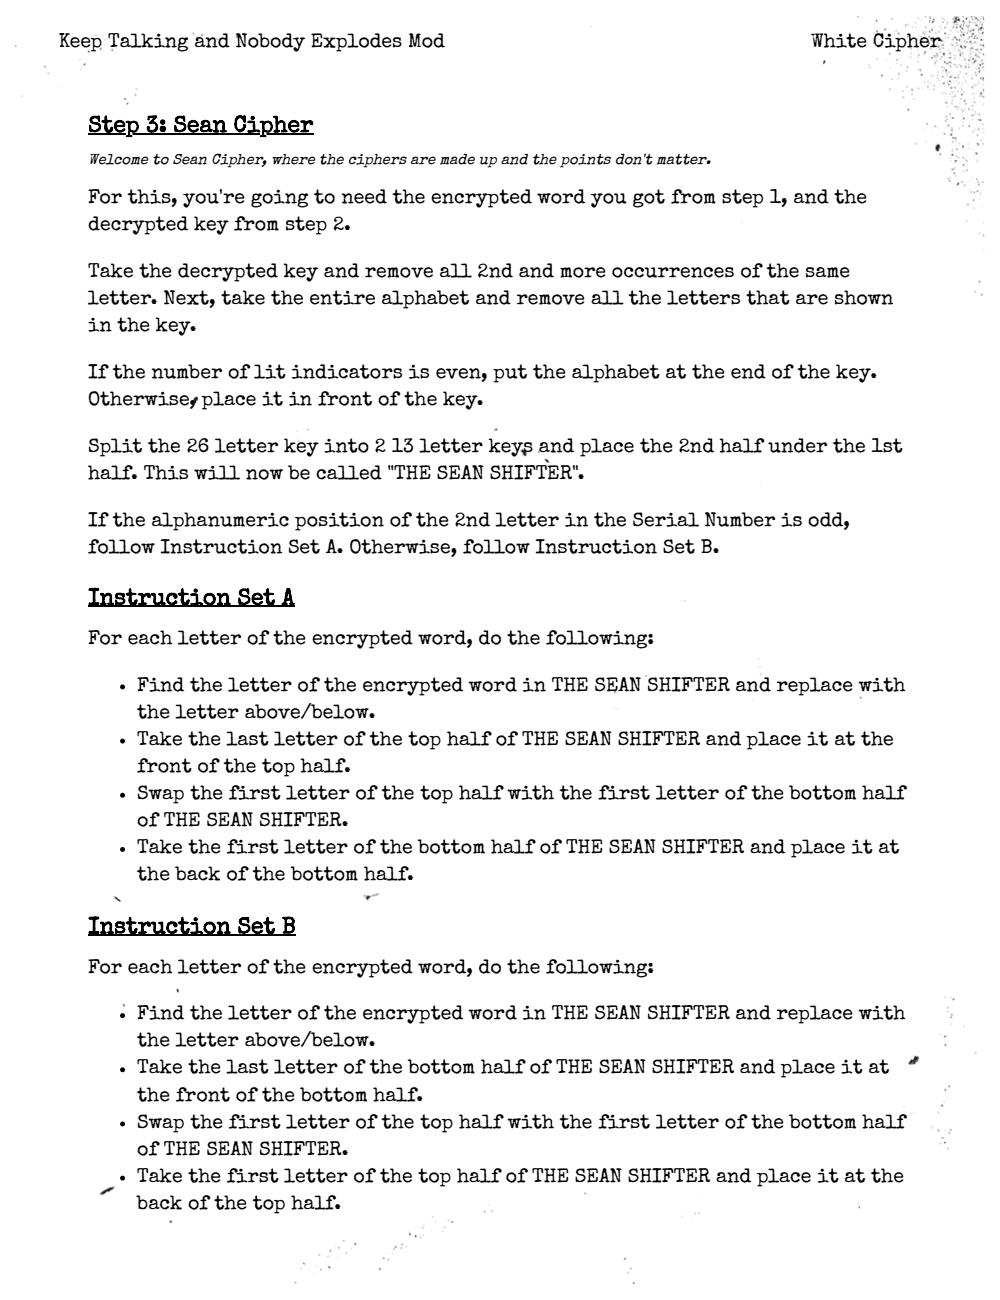 Keep Talking and Nobody Explodes Mod
White Cipher
Step 3: Sean Cipher
Welcome to Sean Cipher, where the ciphers are made up and the points don't matter.
For this, you're going to need the encrypted word you got from step 1, and the
decrypted key from step 2.
Take the decrypted key and remove all 2nd and more occurrences of the same
letter. Next, take the entire alphabet and remove all the letters that are shown
in the key.
If the number of lit indicators is even, put the alphabet at the end of the key.
Otherwise, place it in front of the key.
Split the 26 letter key into 2 13 letter keys and place the 2nd half under the 1st
half. This will now be called "THE SEAN SHIFTER".
If the alphanumeric position of the 2nd letter in the Serial Number is odd,
follow Instruction Set A. Otherwise, follow Instruction Set B.
Instruction Set A
For each letter of the encrypted word, do the following:
• Find the letter of the encrypted word in THE SEAN SHIFTER and replace with
the letter above/below.
• Take the last letter of the top half of THE SEAN SHIFTER and place it at the
front of the top half.
• Swap the first letter of the top half with the first letter of the bottom half
of THE SEAN SHIFTER.
• Take the first letter of the bottom half of THE SEAN SHIFTER and place it at
the back of the bottom half.
Instruction Set B
For each letter of the encrypted word, do the following:
• Find the letter of the encrypted word in THE SEAN SHIFTER and replace with
the letter above/below.
• Take the last letter of the bottom half of THE SEAN SHIFTER and place it at
the front of the bottom half.
• Swap the first letter of the top half with the first letter of the bottom half
of THE SEAN SHIFTER.
• Take the first letter of the top half of THE SEAN SHIFTER and place it at the
back of the top half.